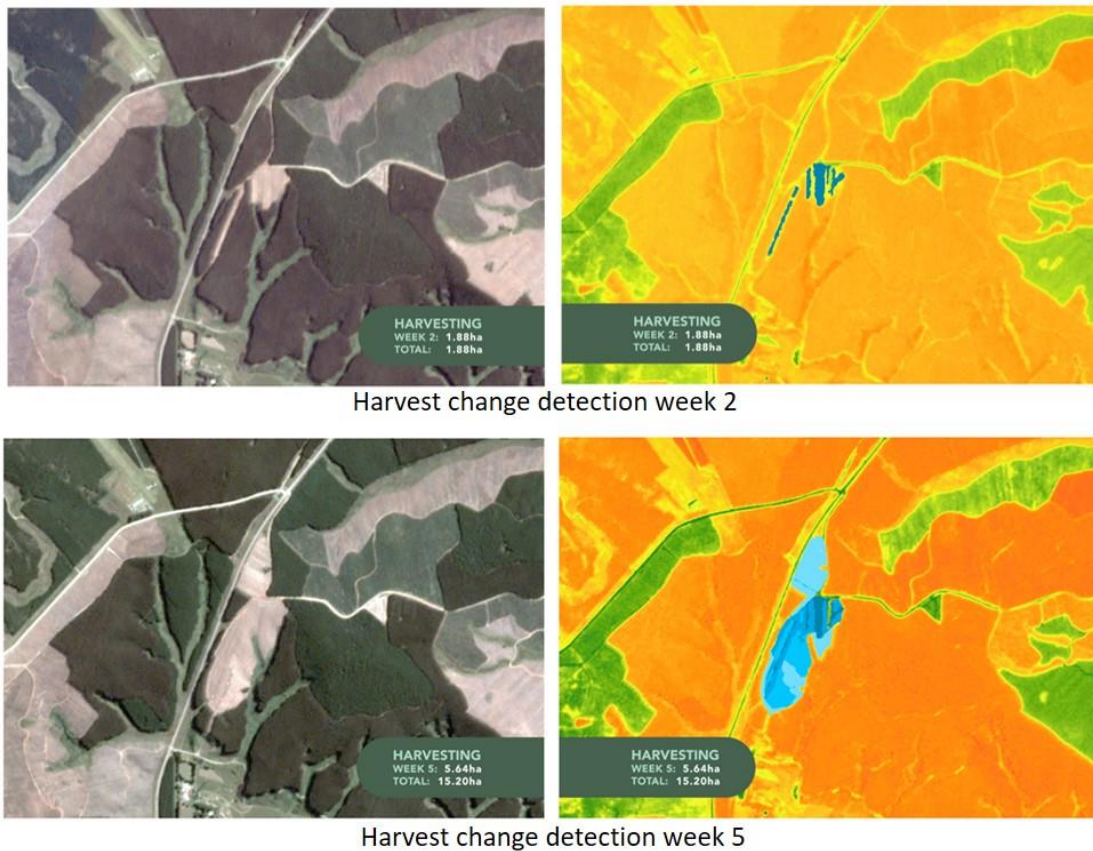 HARVESTING
WEEK 2: 1.88ha
TOTAL: 1.88ha
HARVESTING
WEEK 2: 1.88ha
TOTAL: 1.88ha
Harvest change detection week 2
HARVESTING
WEEK 5: 5.64ha
TOTAL: 15.20ha
HARVESTING
WEEK 5: 5.64ha
TOTAL: 15.20ha
Harvest change detection week 5